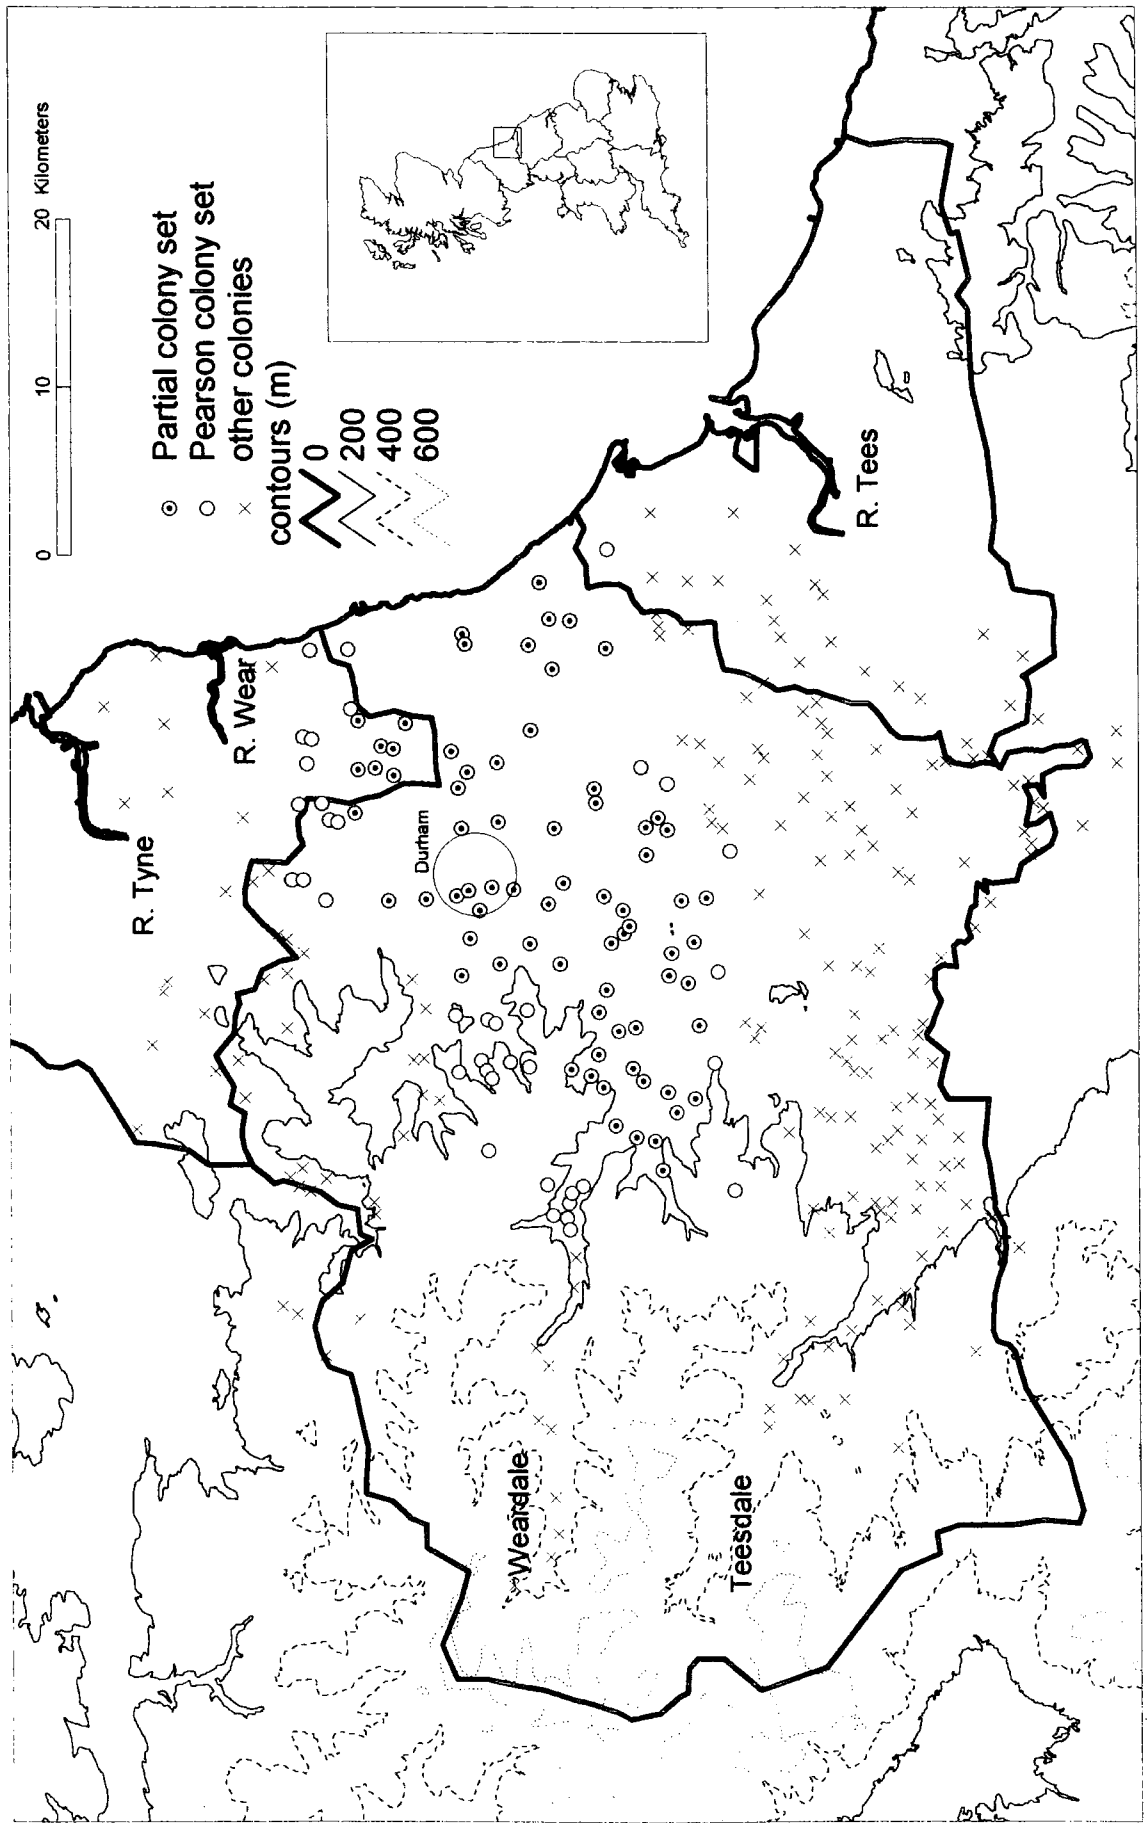 0 10 20 Kilometers
Partial colony set
Pearson colony set
other colonies
contours (m)
0
200
400
600
R. Tyne
R. Wear
Durham
R. Tees
Weardale
Teesdale